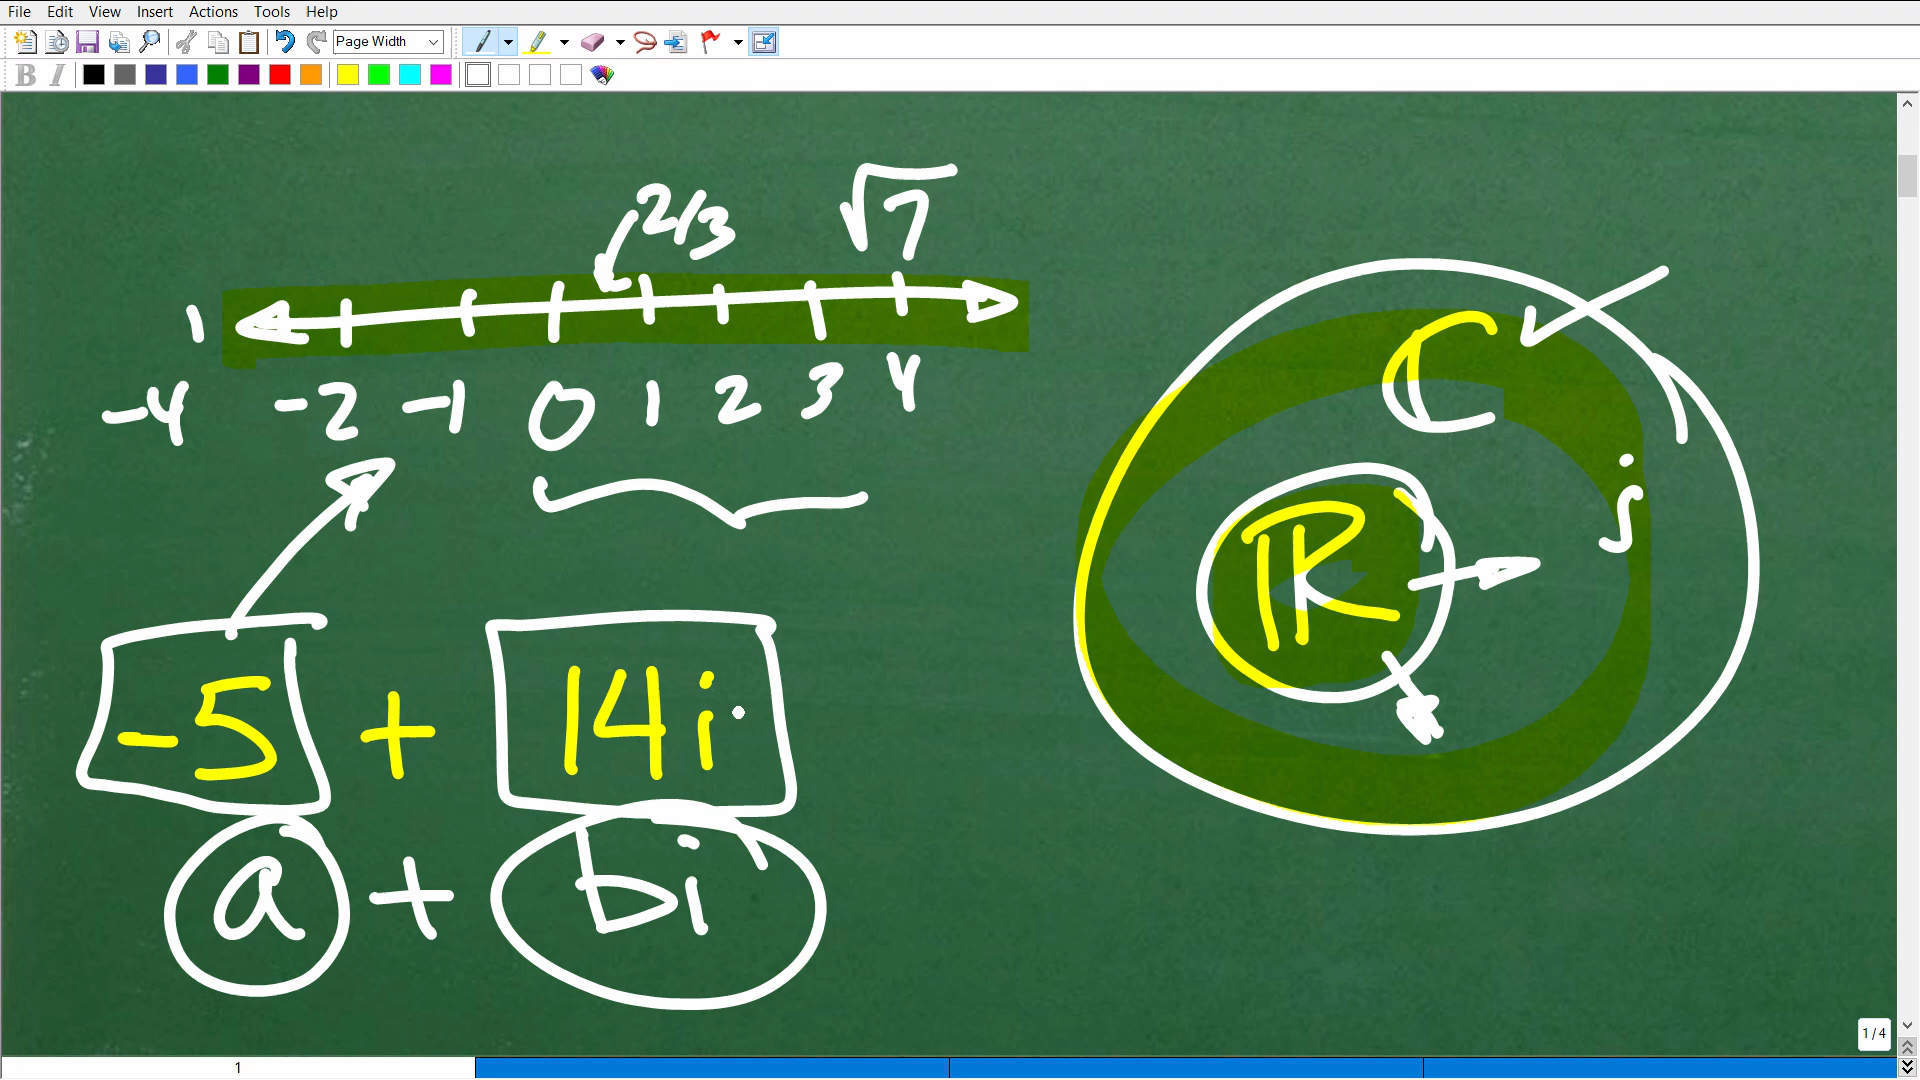 File Edit View Insert Actions Tools Help
Page Width
B I
2/3 √7
-4 -2 -1 0 1 2 3 4
ℂ
i
ℝ
-5 + 14i
a + bi
1 / 4
1